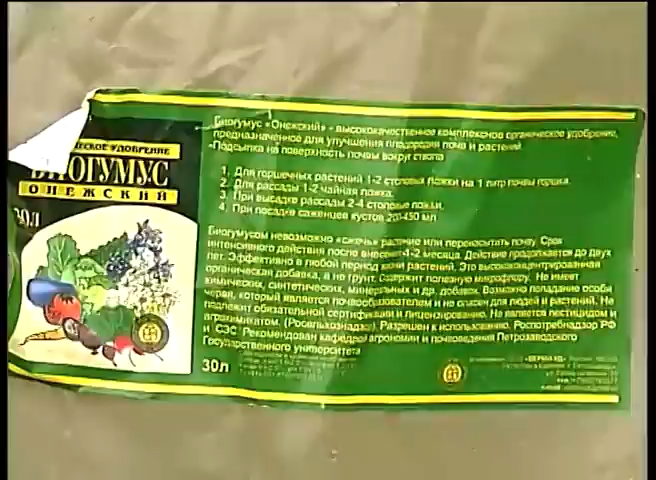 ЧЕСКОЕ УДОБРЕНИЕ
БИОГУМУС
ОНЕЖСКИЙ
30Л
Биогумус «Онежский» - высококачественное комплексное органическое удобрение,
предназначенное для улучшения плодородия почв и растений.
•Подсыпка на поверхность почвы вокруг ствола
1. Для горшечных растений 1-2 столовых ложки на 1 литр почвы горшка.
2. Для рассады 1-2 чайная ложка.
3. При высадке рассады 2-4 столовые ложки.
4. При посадке саженцев кустов 200-450 мл
Биогумусом невозможно «сжечь» растение или перенасытить почву. Срок
интенсивного действия после внесения 4-2 месяца. Действие продолжается до двух
лет. Эффективно в любой период жизни растений. Это высококонцентрированная
органическая добавка, а не грунт. Содержит полезную микрофлору. Не имеет
химических, синтетических, минеральных и др. добавок. Возможно попадание особи
червя, который является почвообразователем и не опасен для людей и растений. Не
подлежит обязательной сертификации и лицензированию. Не является пестицидом и
агрохимикатом. (Россельхознадзор). Разрешен к использованию. Роспотребнадзор РФ
и СЭС Рекомендован кафедрой агрономии и почвоведения Петрозаводского
Государственного университета
30л